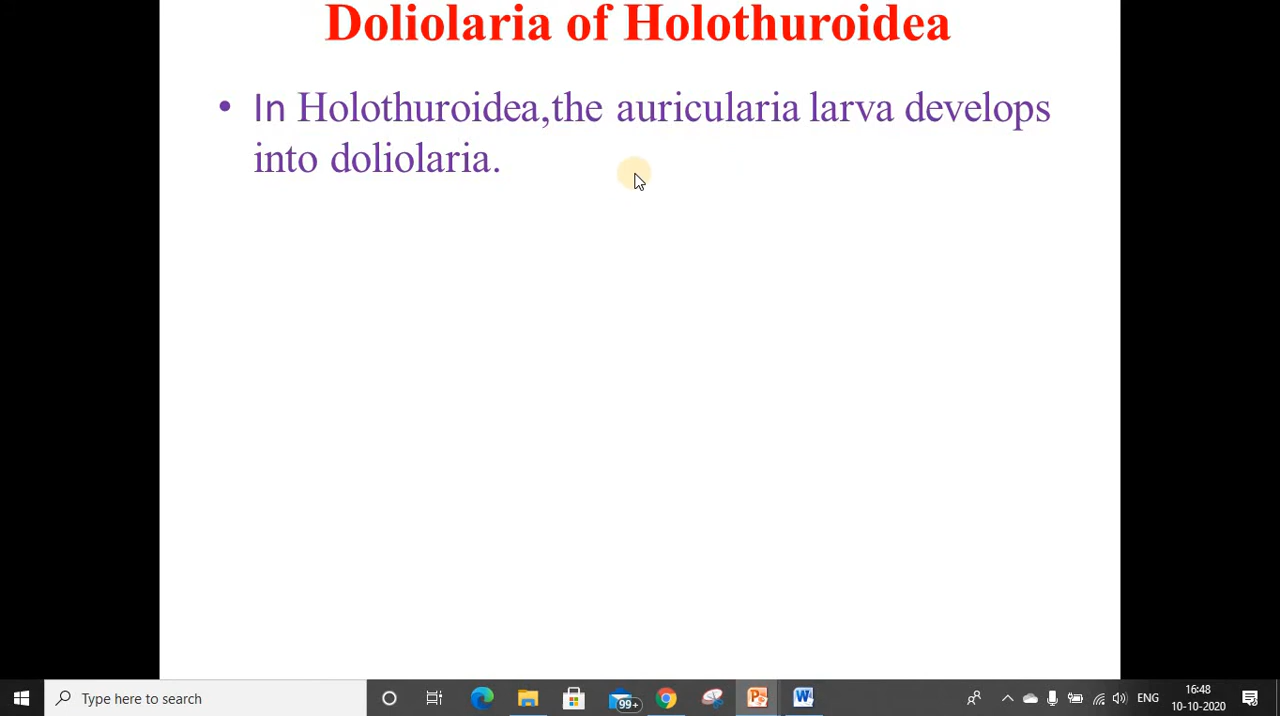 Doliolaria of Holothuroidea
• In Holothuroidea,the auricularia larva develops
into doliolaria.
Type here to search
99+
ENG
16:48
10-10-2020